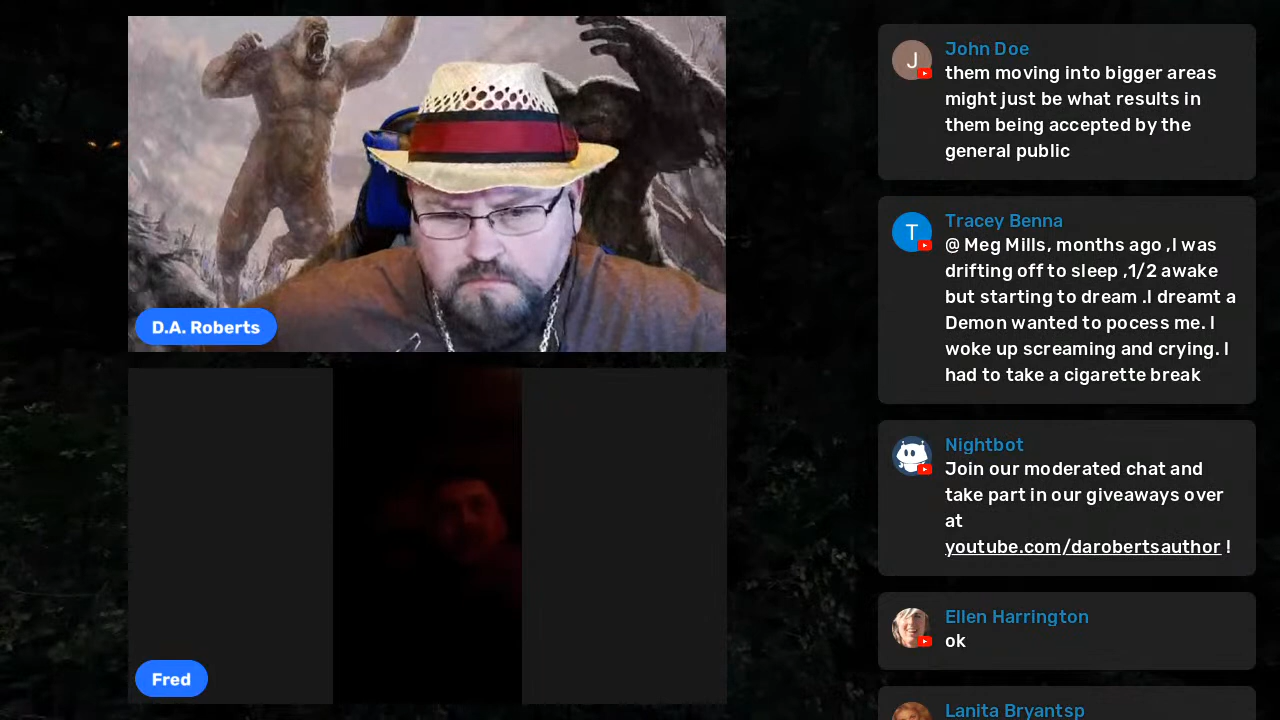 D.A. Roberts
Fred
J
John Doe
them moving into bigger areas
might just be what results in
them being accepted by the
general public
T
Tracey Benna
@ Meg Mills, months ago ,I was
drifting off to sleep ,1/2 awake
but starting to dream .I dreamt a
Demon wanted to pocess me. I
woke up screaming and crying. I
had to take a cigarette break
Nightbot
Join our moderated chat and
take part in our giveaways over
at
youtube.com/darobertsauthor !
Ellen Harrington
ok
Lanita Bryantsp